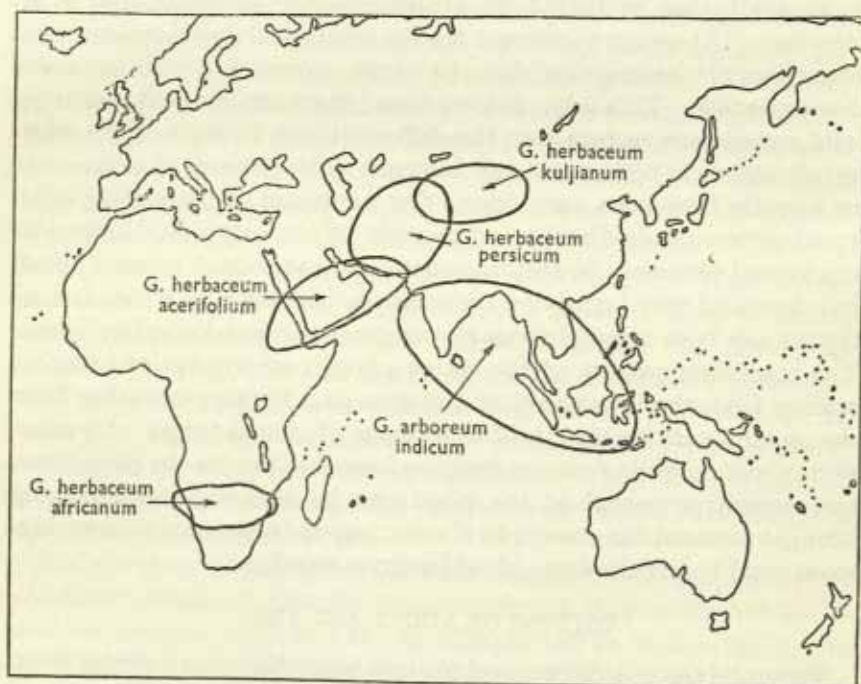 G. herbaceum
kuljianum
G. herbaceum
persicum
G. herbaceum
acerifolium
G. arboreum
indicum
G. herbaceum
africanum